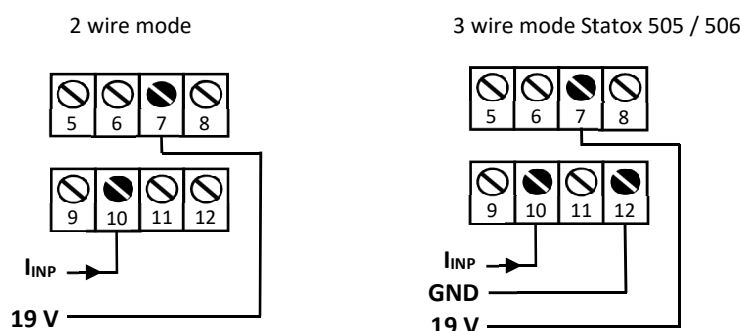 2 wire mode
3 wire mode Statox 505 / 506
5 6 7 8
9 10 11 12
IINP
19 V
5 6 7 8
9 10 11 12
IINP
GND
19 V